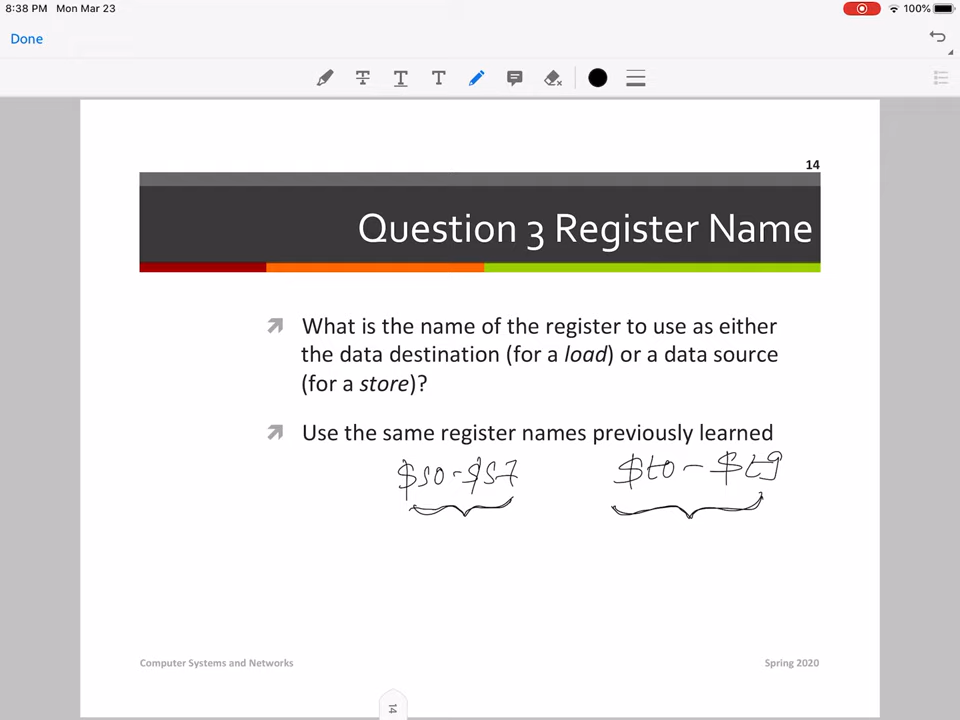 8:38 PM Mon Mar 23
100%
Done
T T T
14
Question 3 Register Name
What is the name of the register to use as either
the data destination (for a load) or a data source
(for a store)?
Use the same register names previously learned
$s0-$s7 $t0-$t9
Computer Systems and Networks
Spring 2020
14